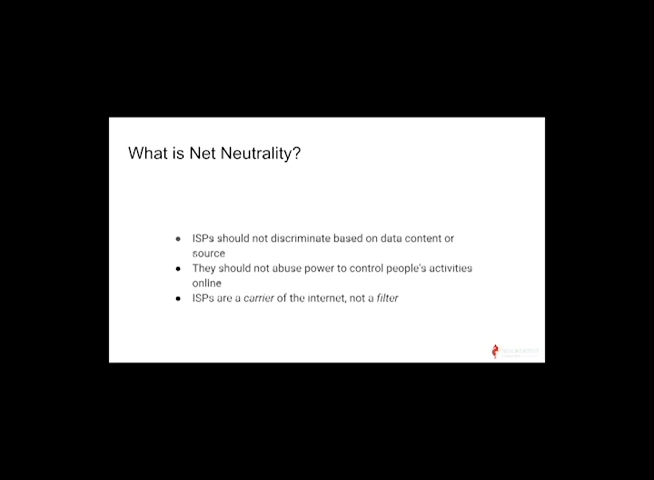 What is Net Neutrality?
● ISPs should not discriminate based on data content or
source
● They should not abuse power to control people's activities
online
● ISPs are a carrier of the internet, not a filter